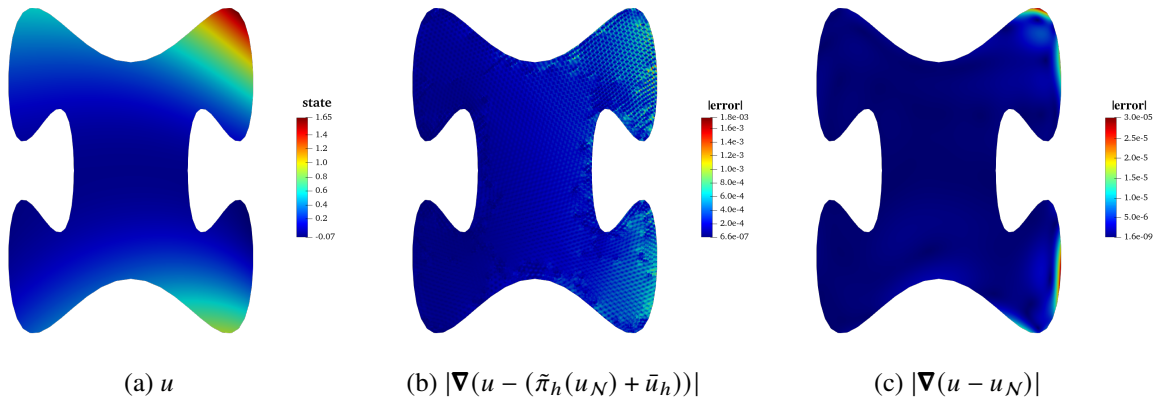 state
1.65
1.4
1.2
1.0
0.8
0.6
0.4
0.2
-0.07
|error|
1.8e-03
1.6e-3
1.4e-3
1.2e-3
1.0e-3
8.0e-4
6.0e-4
4.0e-4
2.0e-4
6.6e-07
|error|
3.0e-05
2.5e-5
2.0e-5
1.5e-5
1.0e-5
5.0e-6
1.6e-09
(a) u
(b) |∇(u − (π̃ₕ(u_𝒩) + ūₕ))|
(c) |∇(u − u_𝒩)|